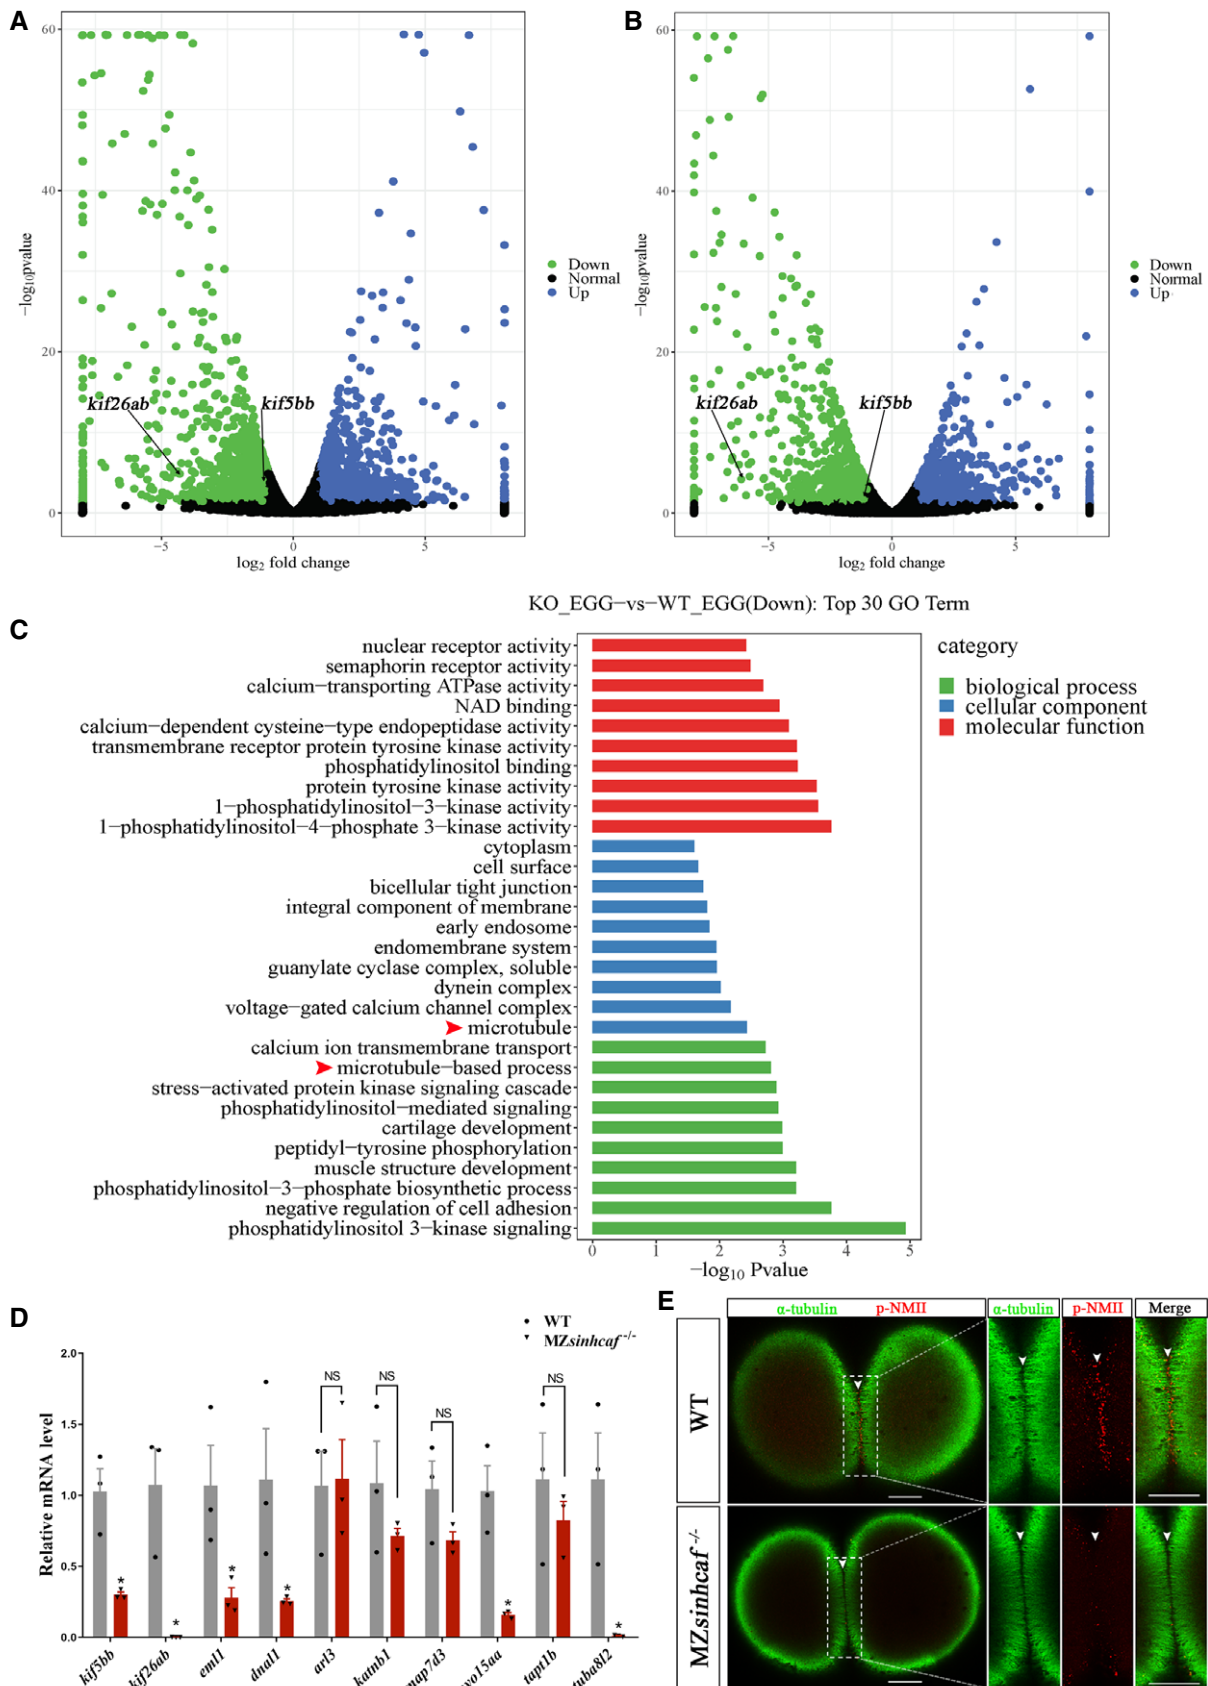 A
B
60
40
20
0
−5
0
5
−log10pvalue
log2 fold change
kif26ab
kif5bb
Down
Normal
Up
60
40
20
0
−5
0
5
−log10pvalue
log2 fold change
kif26ab
kif5bb
Down
Normal
Up
C
KO_EGG−vs−WT_EGG(Down): Top 30 GO Term
nuclear receptor activity
semaphorin receptor activity
calcium−transporting ATPase activity
NAD binding
calcium−dependent cysteine−type endopeptidase activity
transmembrane receptor protein tyrosine kinase activity
phosphatidylinositol binding
protein tyrosine kinase activity
1−phosphatidylinositol−3−kinase activity
1−phosphatidylinositol−4−phosphate 3−kinase activity
cytoplasm
cell surface
bicellular tight junction
integral component of membrane
early endosome
endomembrane system
guanylate cyclase complex, soluble
dynein complex
voltage−gated calcium channel complex
microtubule
calcium ion transmembrane transport
microtubule−based process
stress−activated protein kinase signaling cascade
phosphatidylinositol−mediated signaling
cartilage development
peptidyl−tyrosine phosphorylation
muscle structure development
phosphatidylinositol−3−phosphate biosynthetic process
negative regulation of cell adhesion
phosphatidylinositol 3−kinase signaling
0 1 2 3 4 5
−log10 Pvalue
category
biological process
cellular component
molecular function
D
WT
MZsinhcaf-/-
Relative mRNA level
2.0
1.5
1.0
0.5
0.0
NS
NS
NS
NS
*
*
*
*
*
*
kif5bb
kif26ab
eml1
dnal1
arl3
katnb1
tapt1b
tuba8l2
E
α-tubulin p-NMII
α-tubulin
p-NMII
Merge
WT
MZsinhcaf-/-